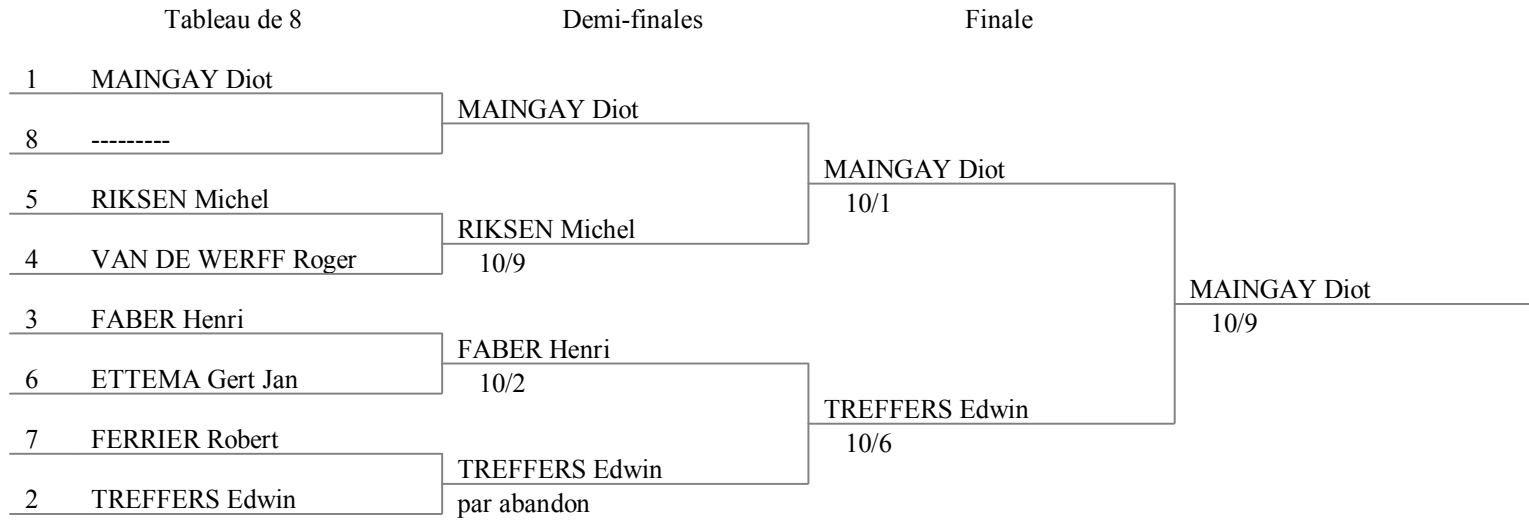 Tableau de 8 Demi-finales Finale
1 MAINGAY Diot
MAINGAY Diot
8 ---------
MAINGAY Diot
5 RIKSEN Michel
10/1
RIKSEN Michel
4 VAN DE WERFF Roger
10/9
MAINGAY Diot
3 FABER Henri
10/9
FABER Henri
6 ETTEMA Gert Jan
10/2
TREFFERS Edwin
7 FERRIER Robert
10/6
TREFFERS Edwin
2 TREFFERS Edwin
par abandon